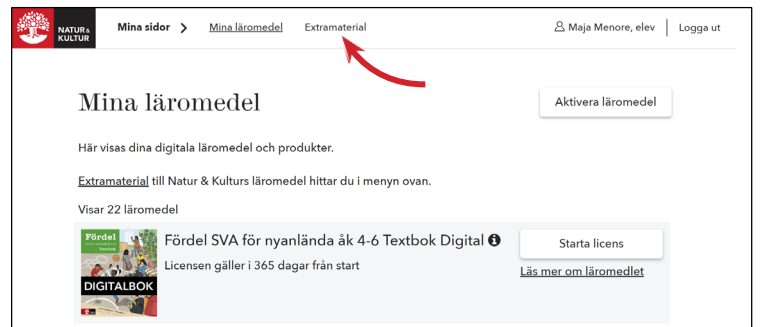 NATUR & KULTUR
Mina sidor > Mina läromedel Extramaterial Maja Menore, elev | Logga ut
Mina läromedel
Aktivera läromedel
Här visas dina digitala läromedel och produkter.
Extramaterial till Natur & Kulturs läromedel hittar du i menyn ovan.
Visar 22 läromedel
Fördel
Textbok
DIGITALBOK
Fördel SVA för nyanlända åk 4-6 Textbok Digital
Licensen gäller i 365 dagar från start
Starta licens
Läs mer om läromedlet